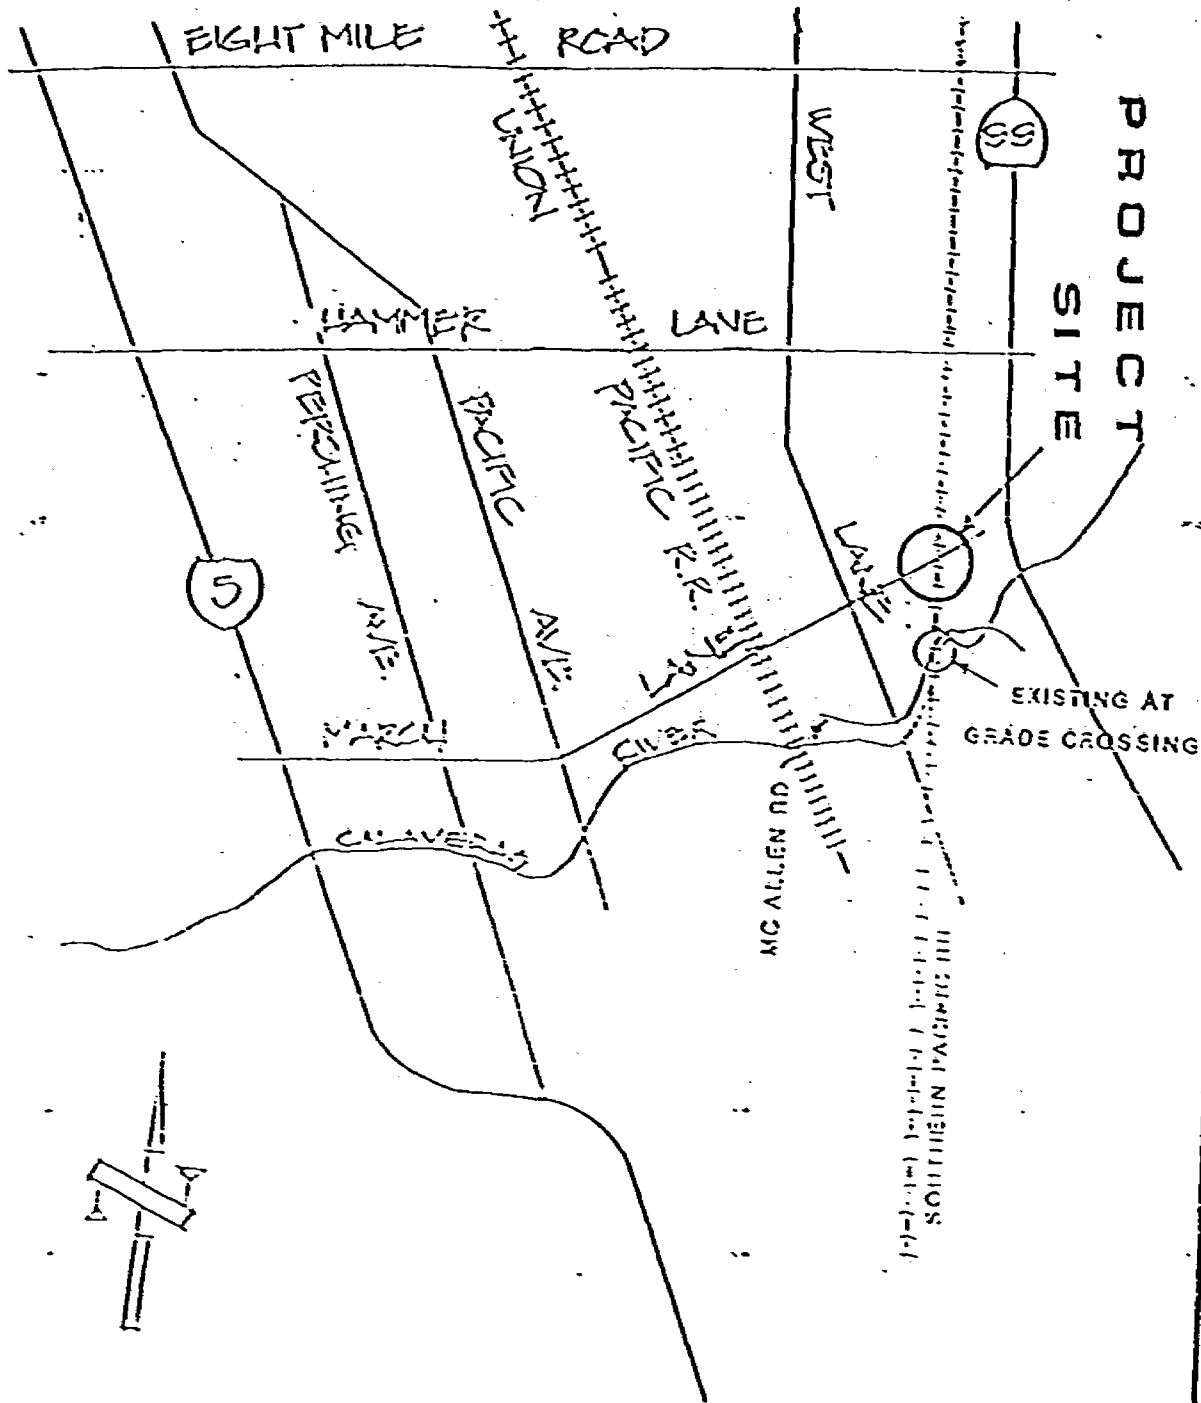 EIGHT MILE ROAD
UNION
WEST
99
PROJECT
SITE
HAMMER LANE
PERSHING
PACIFIC
PACIFIC
R.R.
LANE
5
AVE.
AVE.
LANE
MARCH
EXISTING AT
GRADE CROSSING
RIVER
CALAVERAS
MC ALLEN RD
SOUTHERN PACIFIC